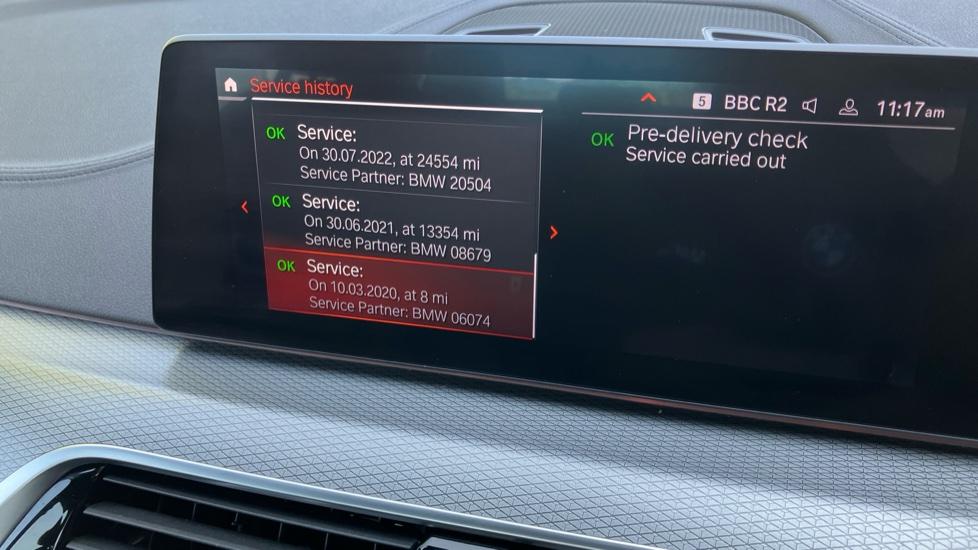 Service history
5 BBC R2 11:17am
OK Service:
On 30.07.2022, at 24554 mi
Service Partner: BMW 20504
OK Service:
On 30.06.2021, at 13354 mi
Service Partner: BMW 08679
OK Service:
On 10.03.2020, at 8 mi
Service Partner: BMW 06074
OK Pre-delivery check
Service carried out